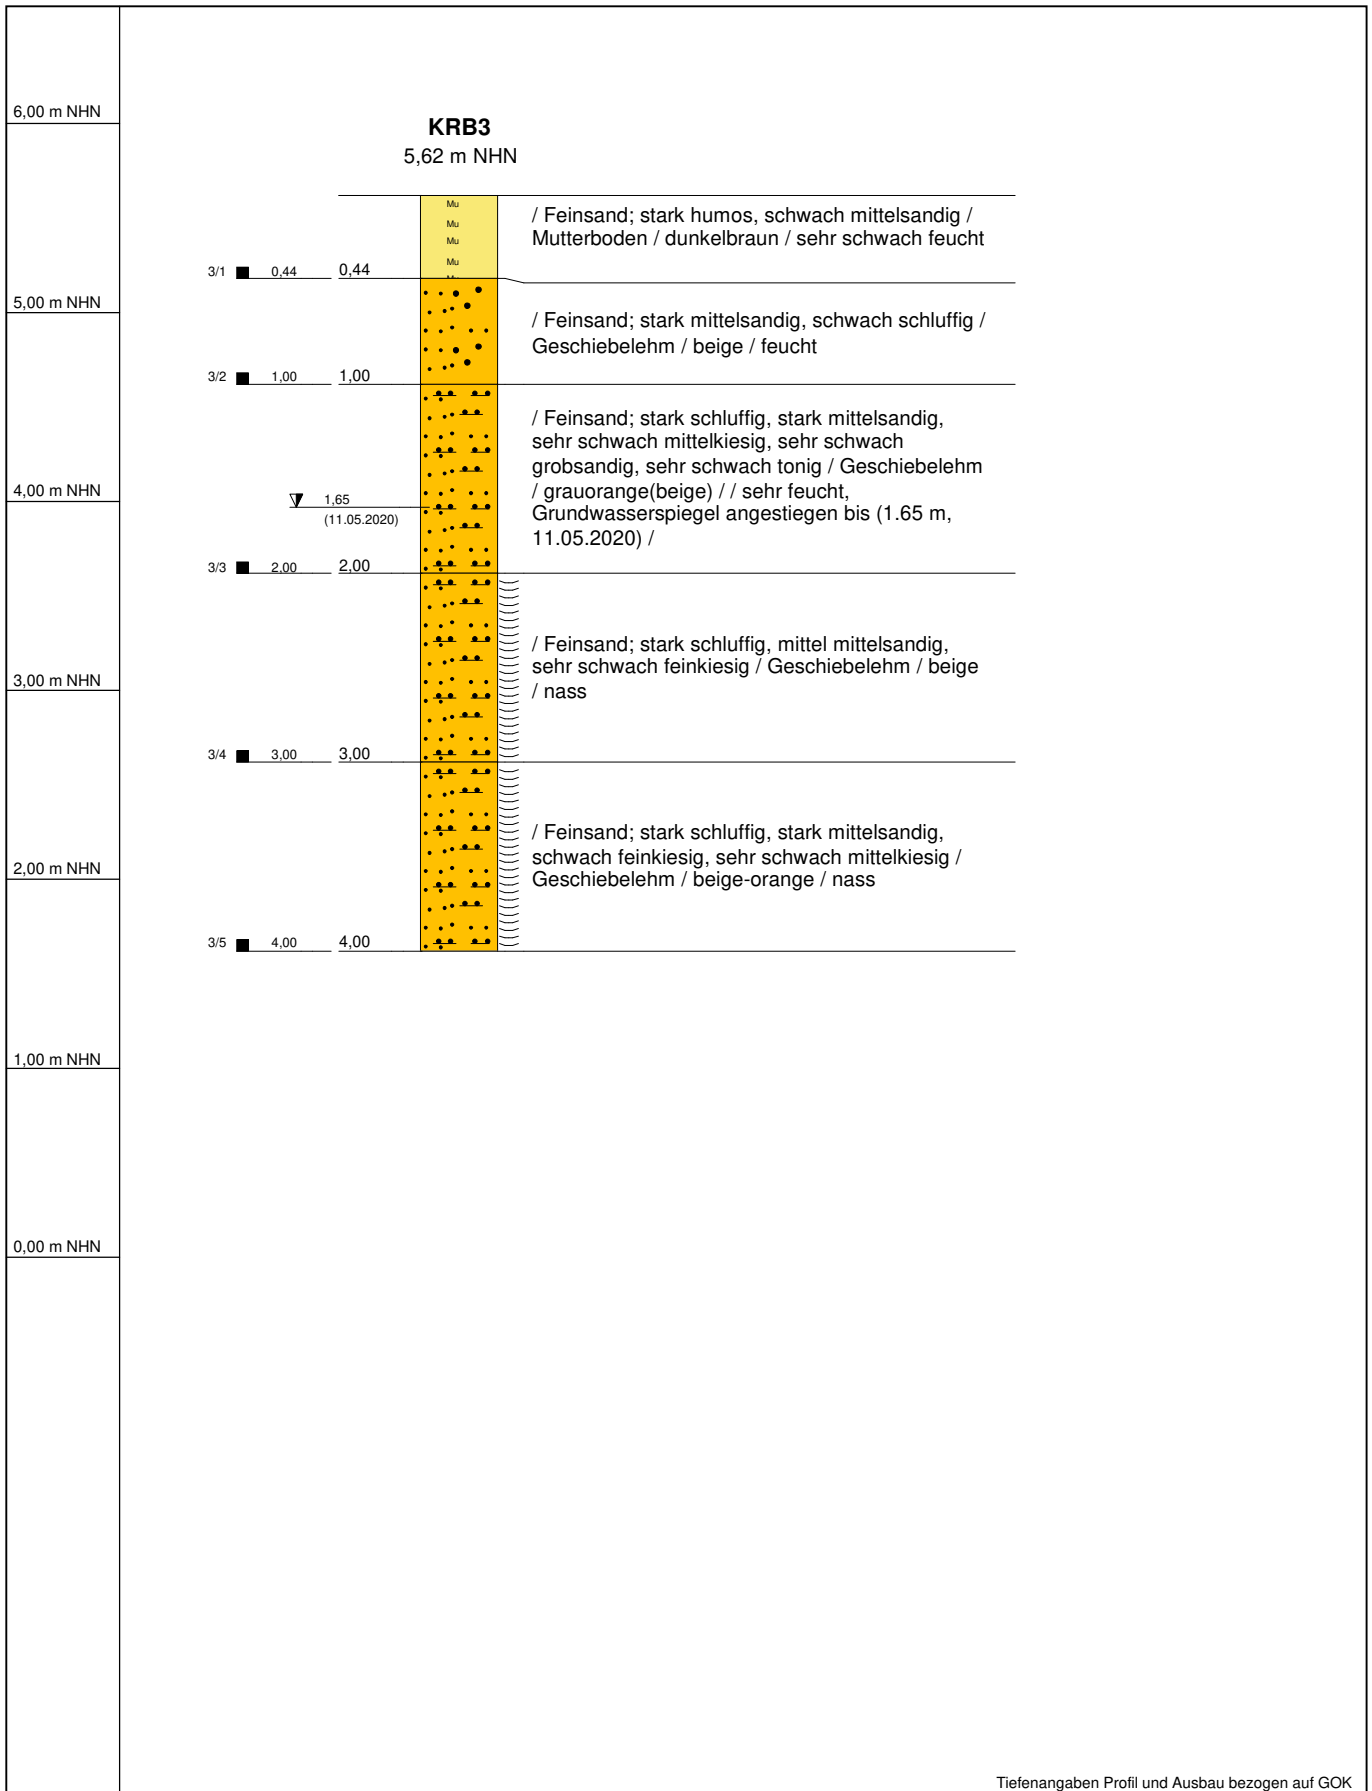 6,00 m NHN
KRB3
5,62 m NHN
Mu
/ Feinsand; stark humos, schwach mittelsandig /
Mu
Mutterboden / dunkelbraun / sehr schwach feucht
Mu
Mu
3/1 0,44 0,44
Mu
5,00 m NHN
/ Feinsand; stark mittelsandig, schwach schluffig /
Geschiebelehm / beige / feucht
3/2 1,00 1,00
/ Feinsand; stark schluffig, stark mittelsandig,
sehr schwach mittelkiesig, sehr schwach
grobsandig, sehr schwach tonig / Geschiebelehm
/ grauorange(beige) / / sehr feucht,
Grundwasserspiegel angestiegen bis (1.65 m,
11.05.2020) /
4,00 m NHN
1,65
(11.05.2020)
3/3 2,00 2,00
/ Feinsand; stark schluffig, mittel mittelsandig,
sehr schwach feinkiesig / Geschiebelehm / beige
/ nass
3,00 m NHN
3/4 3,00 3,00
/ Feinsand; stark schluffig, stark mittelsandig,
schwach feinkiesig, sehr schwach mittelkiesig /
Geschiebelehm / beige-orange / nass
2,00 m NHN
3/5 4,00 4,00
1,00 m NHN
0,00 m NHN
Tiefenangaben Profil und Ausbau bezogen auf GOK